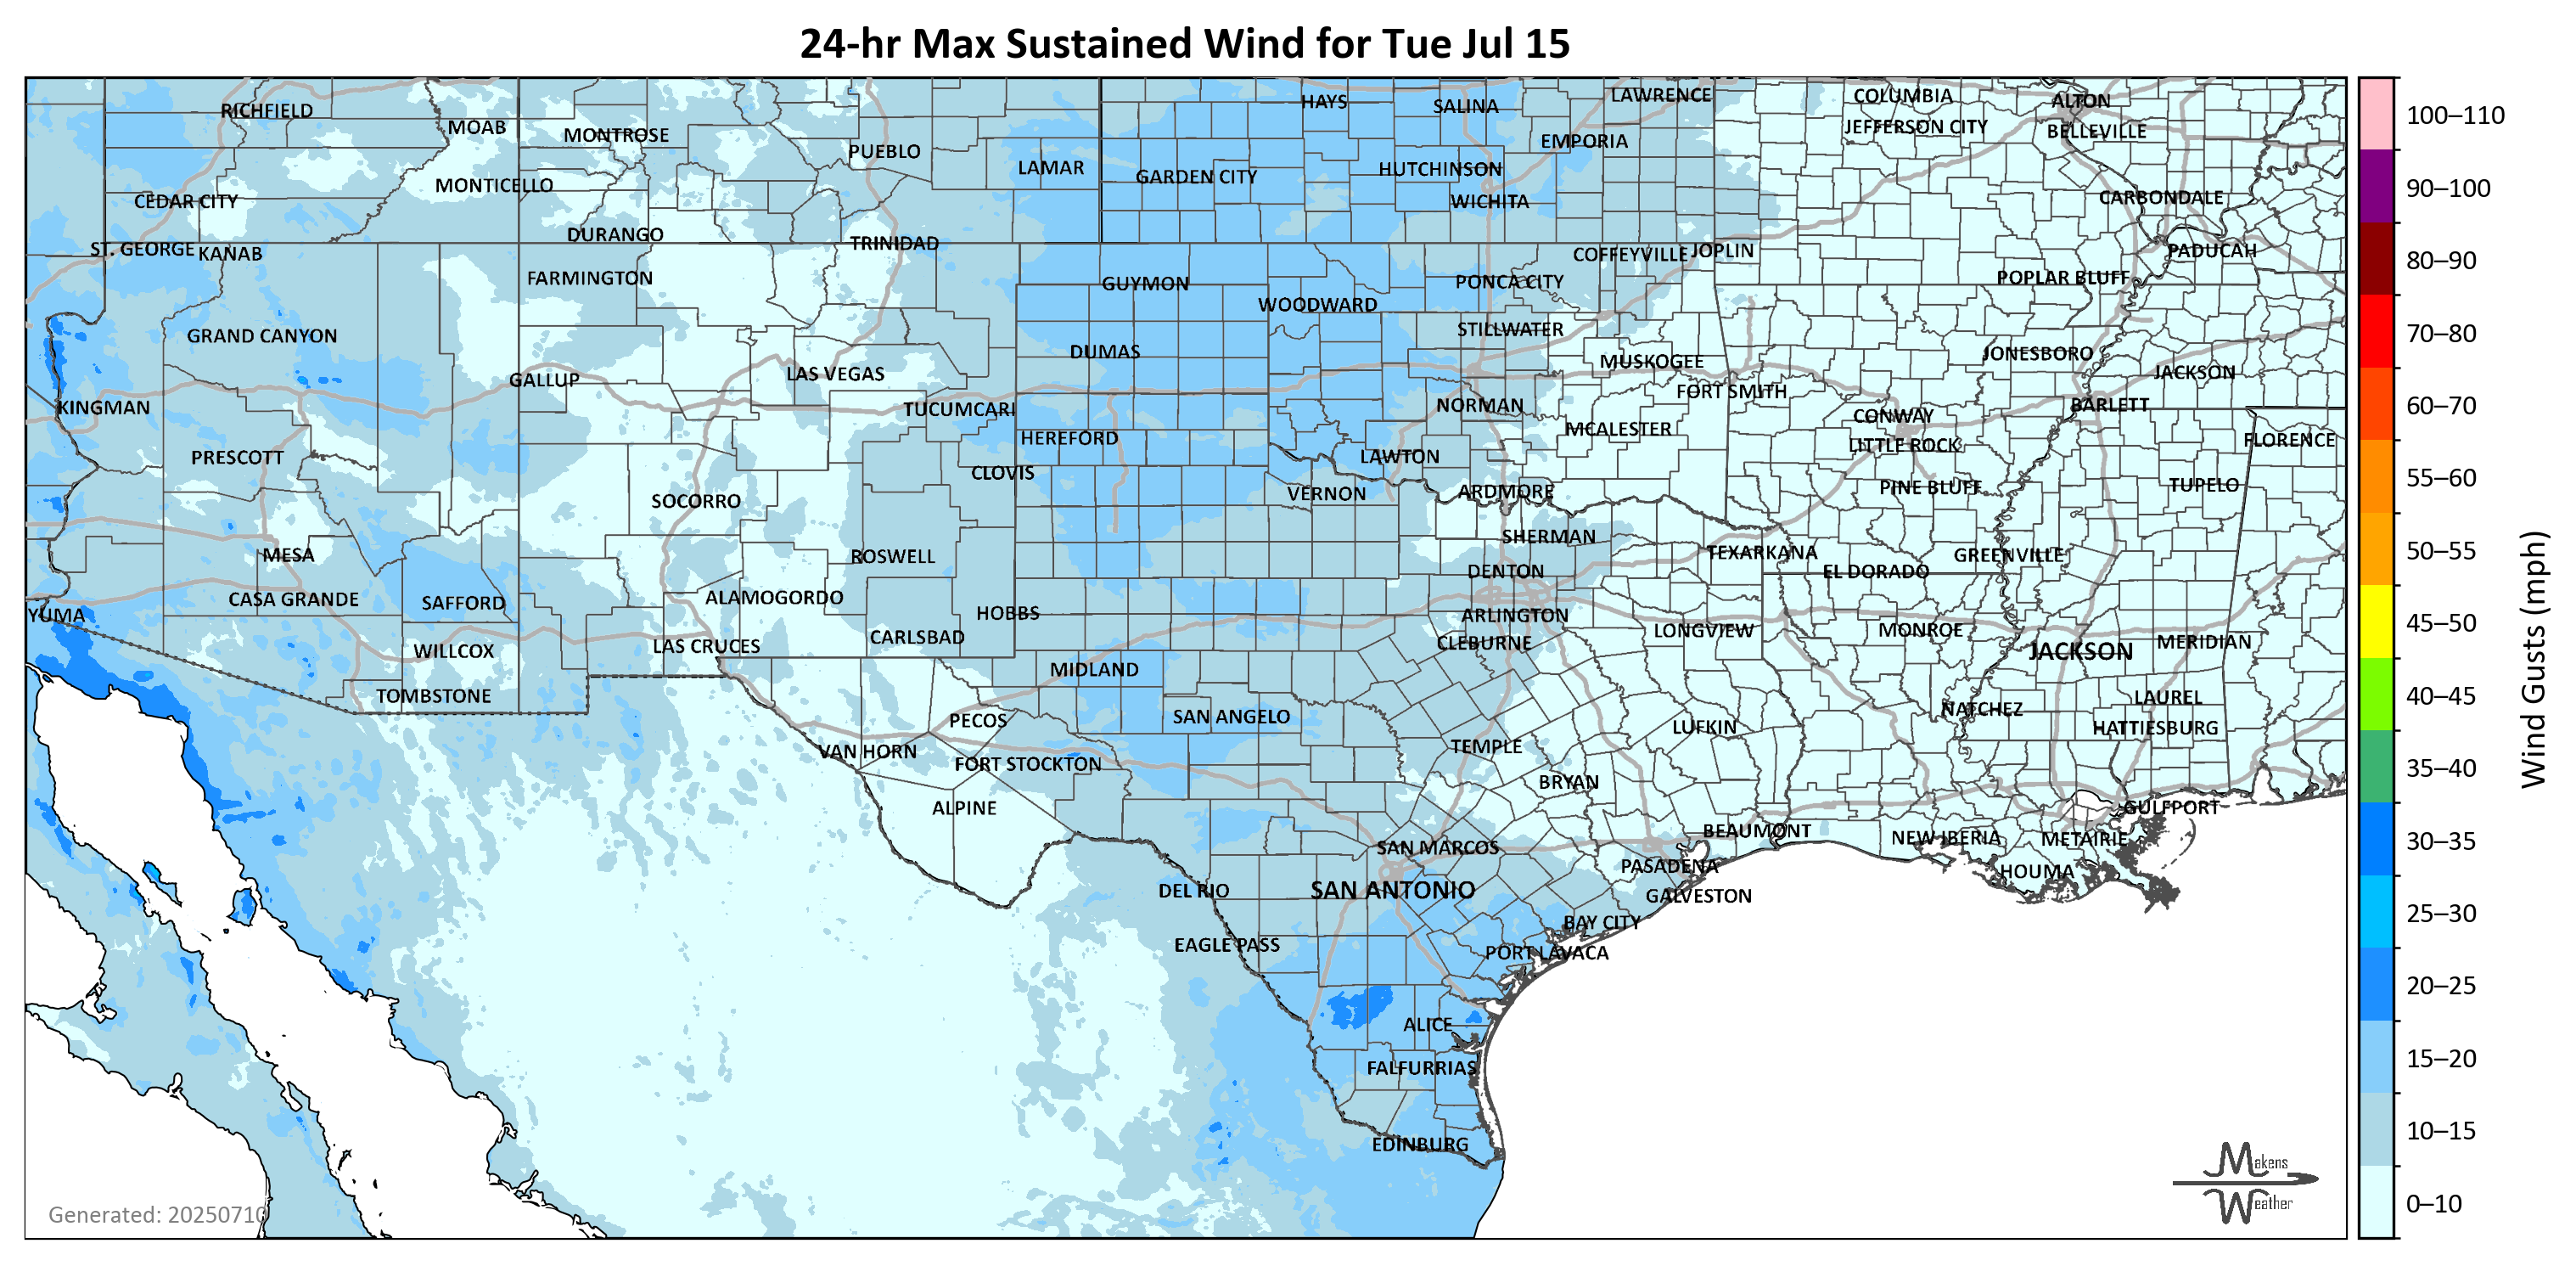 24-hr Max Sustained Wind for Tue Jul 15
RICHFIELD
MOAB
MONTROSE
PUEBLO
LAMAR
HAYS
SALINA
LAWRENCE
EMPORIA
COLUMBIA
JEFFERSON CITY
ALTON
BELLEVILLE
CEDAR CITY
MONTICELLO
GARDEN CITY
HUTCHINSON
WICHITA
CARBONDALE
ST. GEORGE
KANAB
DURANGO
TRINIDAD
COFFEYVILLE
JOPLIN
PADUCAH
FARMINGTON
GUYMON
WOODWARD
PONCA CITY
POPLAR BLUFF
GRAND CANYON
DUMAS
STILLWATER
MUSKOGEE
JONESBORO
GALLUP
LAS VEGAS
FORT SMITH
JACKSON
KINGMAN
TUCUMCARI
NORMAN
CONWAY
BARLETT
PRESCOTT
HEREFORD
MCALESTER
LITTLE ROCK
FLORENCE
CLOVIS
LAWTON
SOCORRO
VERNON
ARDMORE
PINE BLUFF
TUPELO
MESA
ROSWELL
SHERMAN
TEXARKANA
GREENVILLE
DENTON
EL DORADO
YUMA
CASA GRANDE
SAFFORD
ALAMOGORDO
HOBBS
ARLINGTON
WILLCOX
LAS CRUCES
CARLSBAD
CLEBURNE
LONGVIEW
MONROE
JACKSON
MERIDIAN
TOMBSTONE
MIDLAND
LAUREL
PECOS
SAN ANGELO
NATCHEZ
HATTIESBURG
VAN HORN
FORT STOCKTON
TEMPLE
LUFKIN
ALPINE
BRYAN
GULFPORT
SAN MARCOS
BEAUMONT
NEW IBERIA
METAIRIE
DEL RIO
SAN ANTONIO
PASADENA
HOUMA
GALVESTON
EAGLE PASS
BAY CITY
PORT LAVACA
ALICE
FALFURRIAS
EDINBURG
Generated: 20250710
Makens
Weather
100–110
90–100
80–90
70–80
60–70
55–60
50–55
45–50
40–45
35–40
30–35
25–30
20–25
15–20
10–15
0–10
Wind Gusts (mph)